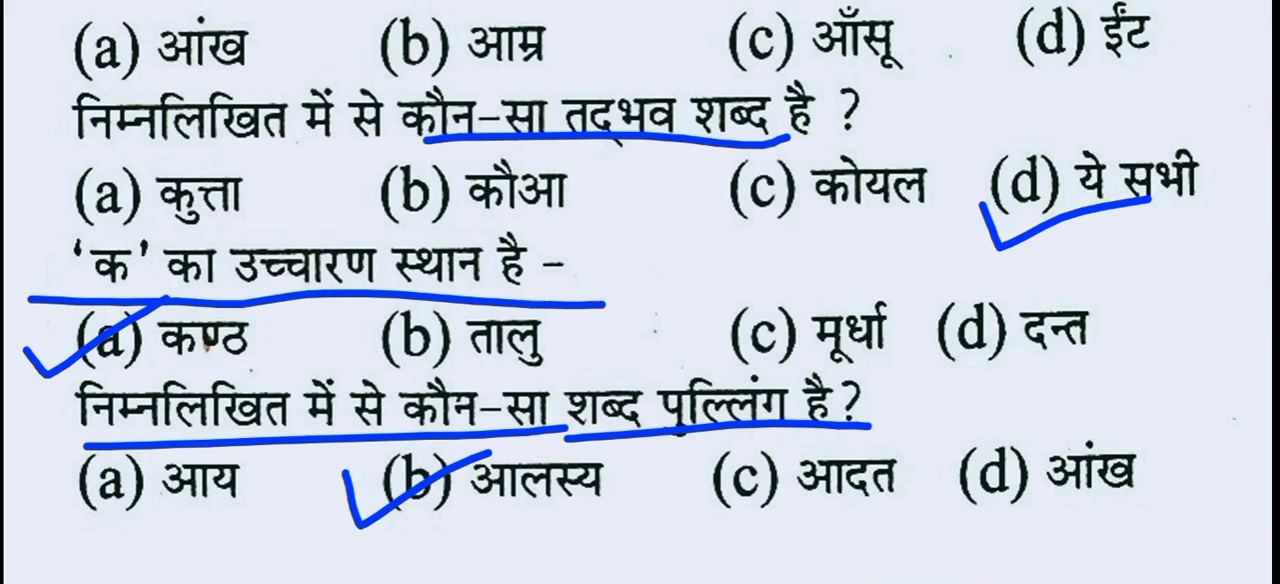 (a) आंख (b) आम्र (c) आँसू (d) ईंट
निम्नलिखित में से कौन-सा तद्भव शब्द है ?
(a) कुत्ता (b) कौआ (c) कोयल (d) ये सभी
'क' का उच्चारण स्थान है -
(a) कण्ठ (b) तालु (c) मूर्धा (d) दन्त
निम्नलिखित में से कौन-सा शब्द पुल्लिंग है?
(a) आय (b) आलस्य (c) आदत (d) आंख